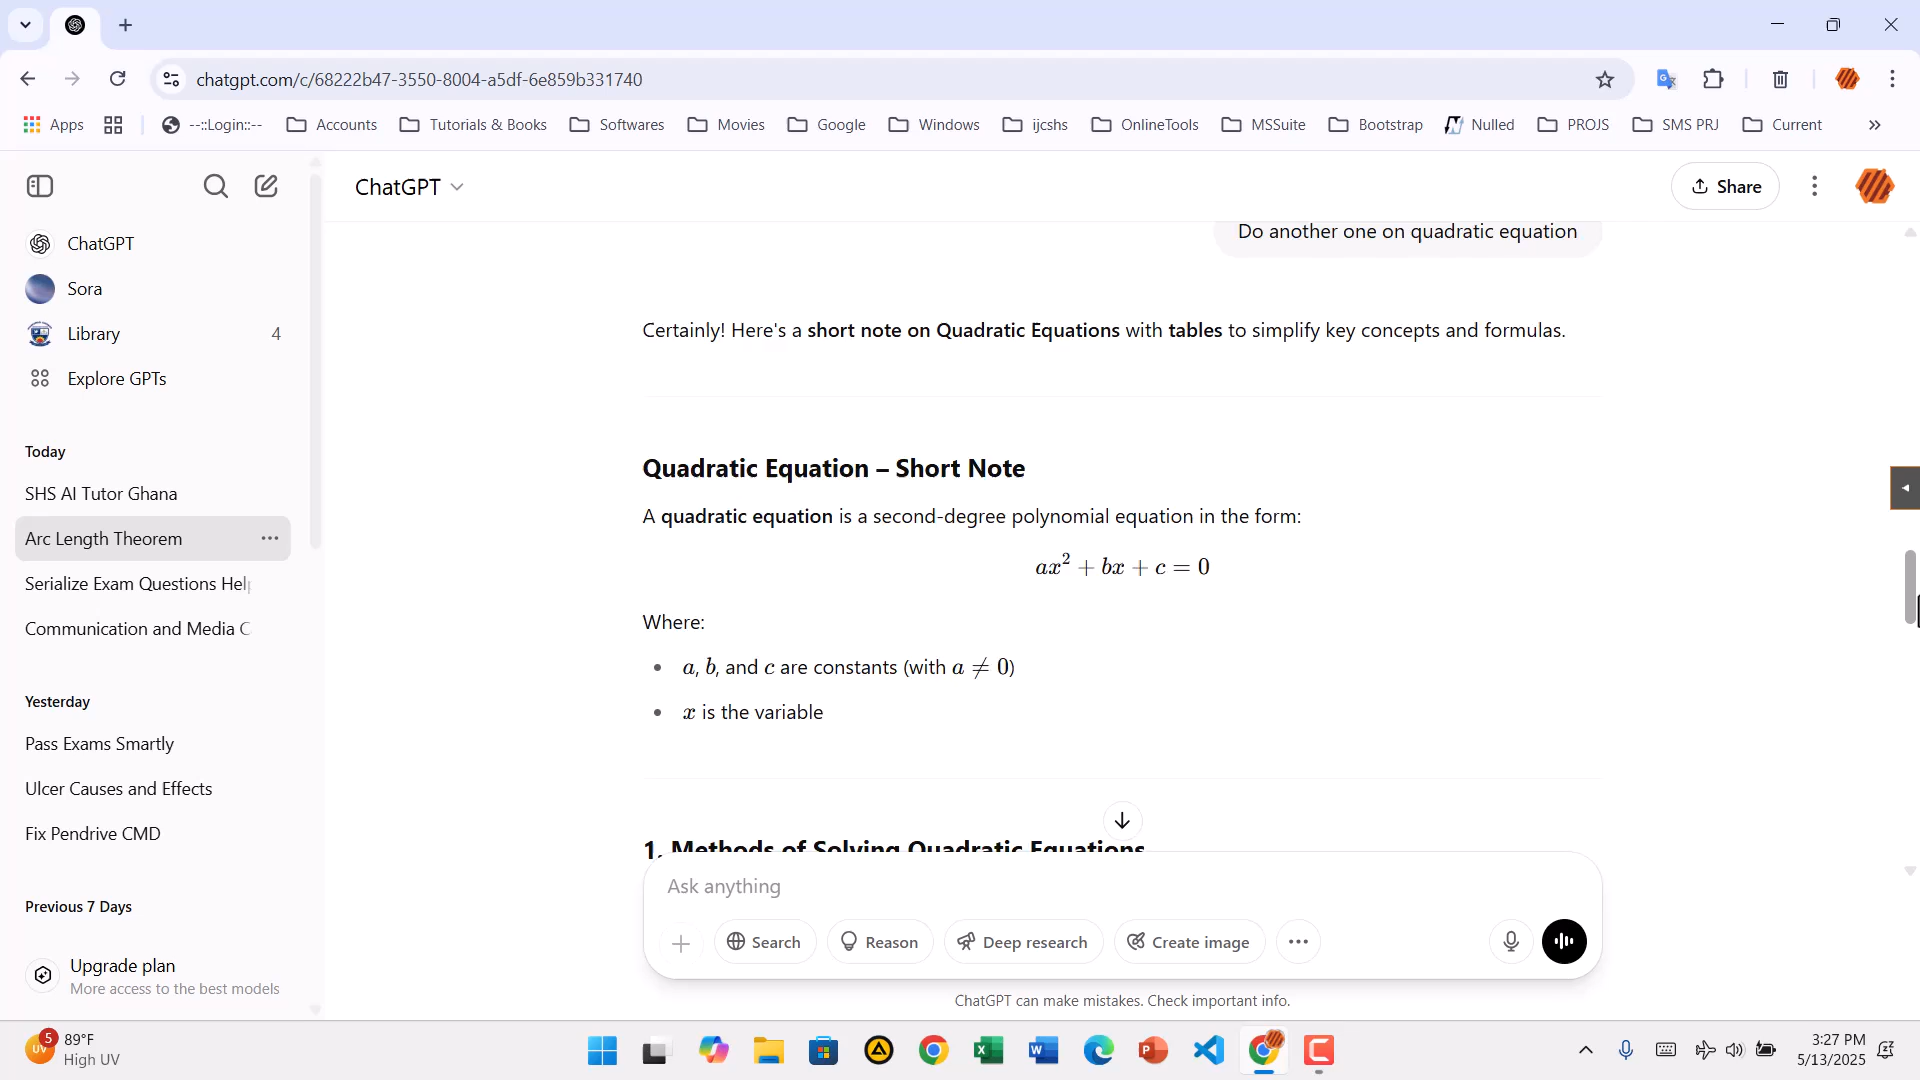 chatgpt.com/c/68222b47-3550-8004-a5df-6e859b331740
Apps
--::Login::--
Accounts
Tutorials & Books
Softwares
Movies
Google
Windows
ijcshs
OnlineTools
MSSuite
Bootstrap
Nulled
PROJS
SMS PRJ
Current
»
ChatGPT
Share
ChatGPT
Sora
Library 4
Explore GPTs
Today
SHS AI Tutor Ghana
Arc Length Theorem
Serialize Exam Questions Help
Communication and Media C
Yesterday
Pass Exams Smartly
Ulcer Causes and Effects
Fix Pendrive CMD
Previous 7 Days
Upgrade plan
More access to the best models
Do another one on quadratic equation
Certainly! Here's a short note on Quadratic Equations with tables to simplify key concepts and formulas.
Quadratic Equation – Short Note
A quadratic equation is a second-degree polynomial equation in the form:
ax² + bx + c = 0
Where:
• a, b, and c are constants (with a ≠ 0)
• x is the variable
1. Methods of Solving Quadratic Equations
Ask anything
Search
Reason
Deep research
Create image
ChatGPT can make mistakes. Check important info.
5
UV
89°F
High UV
3:27 PM
5/13/2025